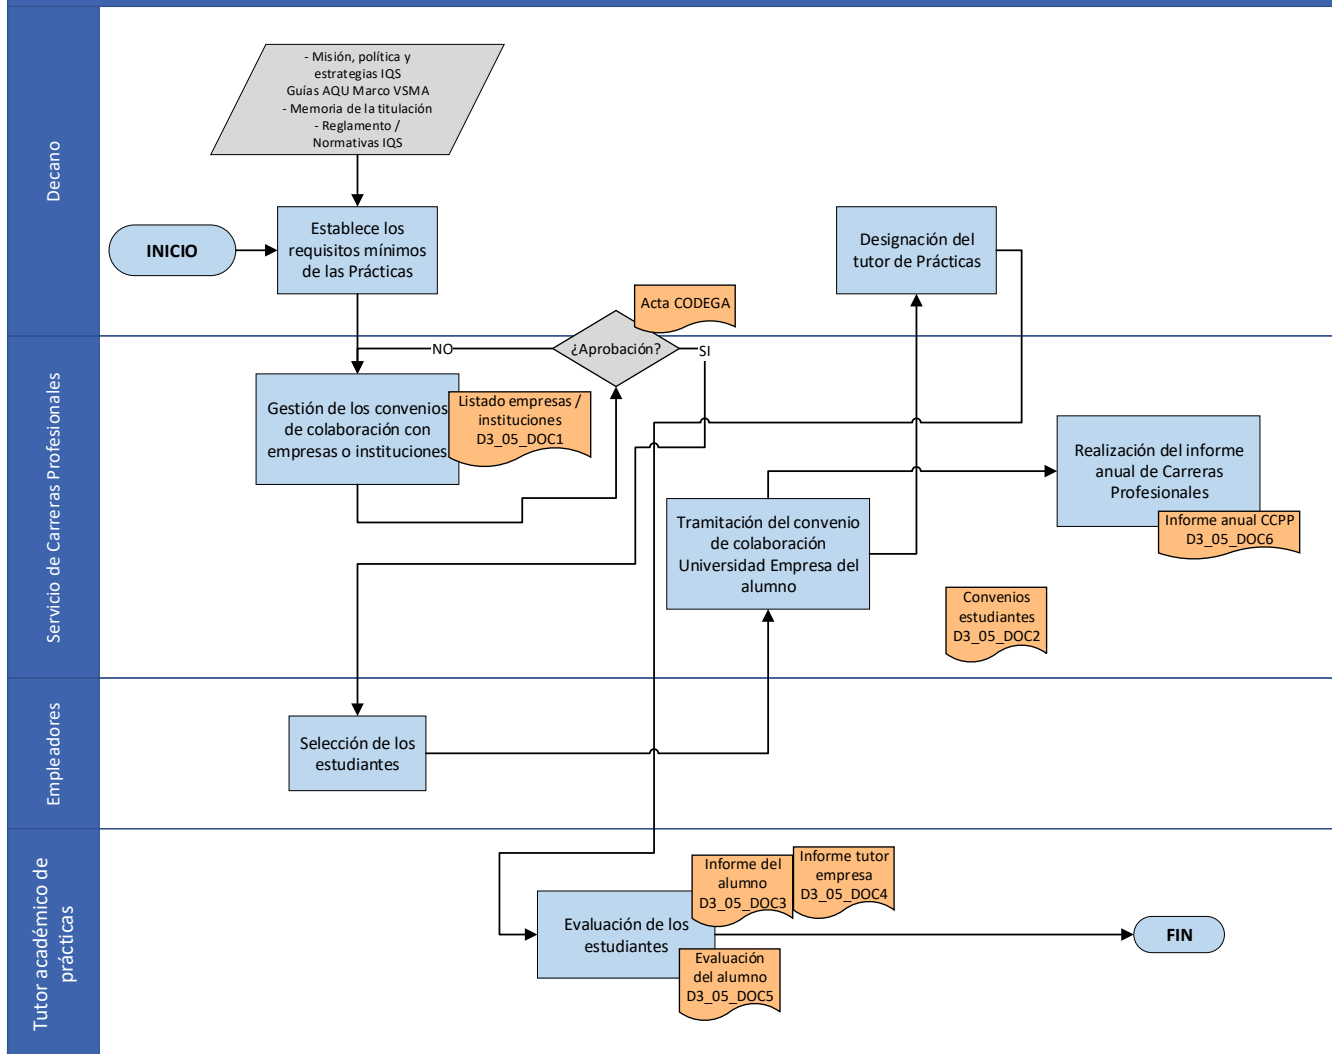 Decano
- Misión, política y
estrategias IQS
Guías AQU Marco VSMA
- Memoria de la titulación
- Reglamento /
Normativas IQS
INICIO
Establece los
requisitos mínimos
de las Prácticas
Designación del
tutor de Prácticas
Acta CODEGA
Servicio de Carreras Profesionales
¿Aprobación?
NO
SI
Gestión de los convenios
de colaboración con
empresas o instituciones
Listado empresas /
instituciones
D3_05_DOC1
Realización del informe
anual de Carreras
Profesionales
Informe anual CCPP
D3_05_DOC6
Tramitación del convenio
de colaboración
Universidad Empresa del
alumno
Convenios
estudiantes
D3_05_DOC2
Empleadores
Selección de los
estudiantes
Tutor académico de
prácticas
Informe del
alumno
D3_05_DOC3
Informe tutor
empresa
D3_05_DOC4
Evaluación de los
estudiantes
Evaluación
del alumno
D3_05_DOC5
FIN